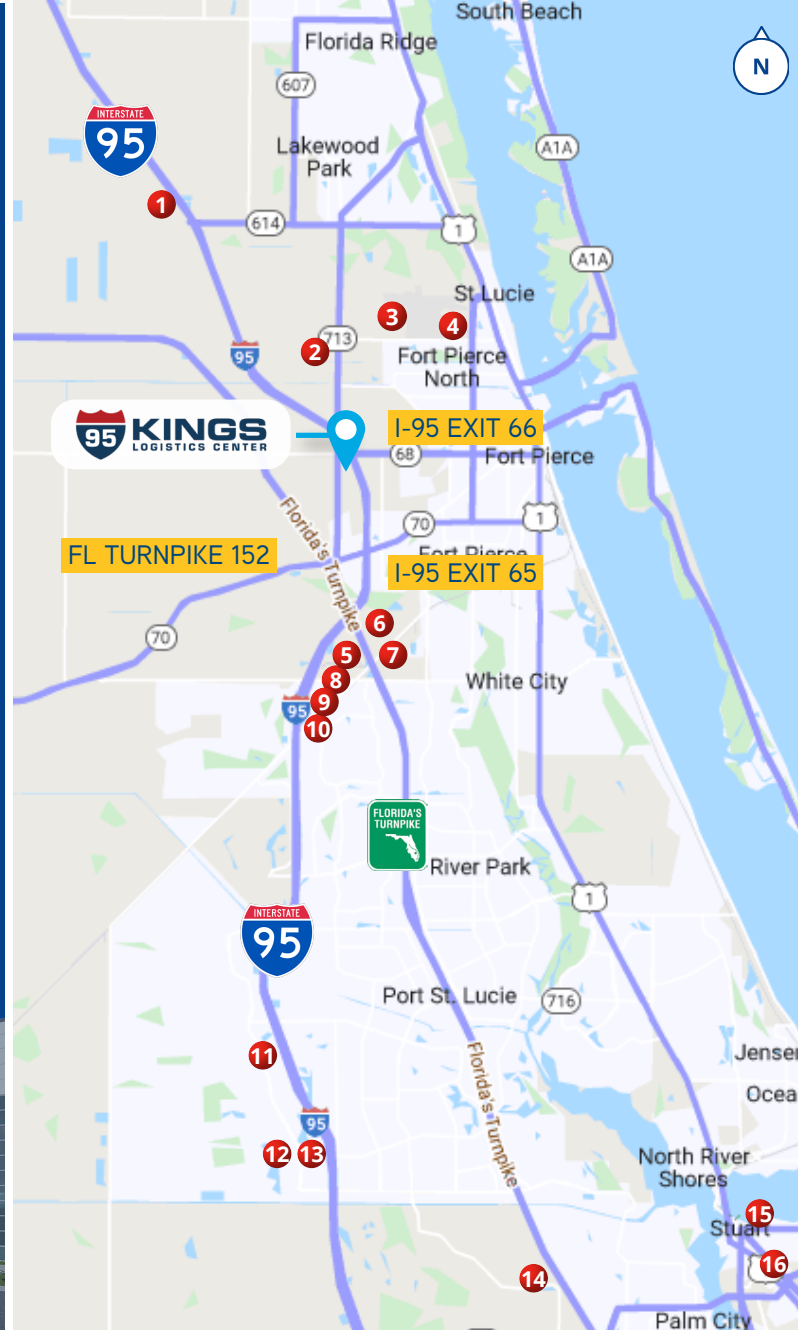 South Beach
Florida Ridge
N
607
INTERSTATE
95
Lakewood
Park
A1A
1
614
1
A1A
St Lucie
3
4
713
2
95
Fort Pierce
North
95 KINGS
LOGISTICS CENTER
I-95 EXIT 66
68
Fort Pierce
Florida's Turnpike
70
1
FL TURNPIKE 152
Fort Pierce
I-95 EXIT 65
6
70
5
7
8
White City
9
95
10
FLORIDA'S
TURNPIKE
River Park
1
INTERSTATE
95
Port St. Lucie
716
Florida's Turnpike
11
Jensen
Ocea
95
12
13
North River
Shores
15
Stuart
16
14
Palm City